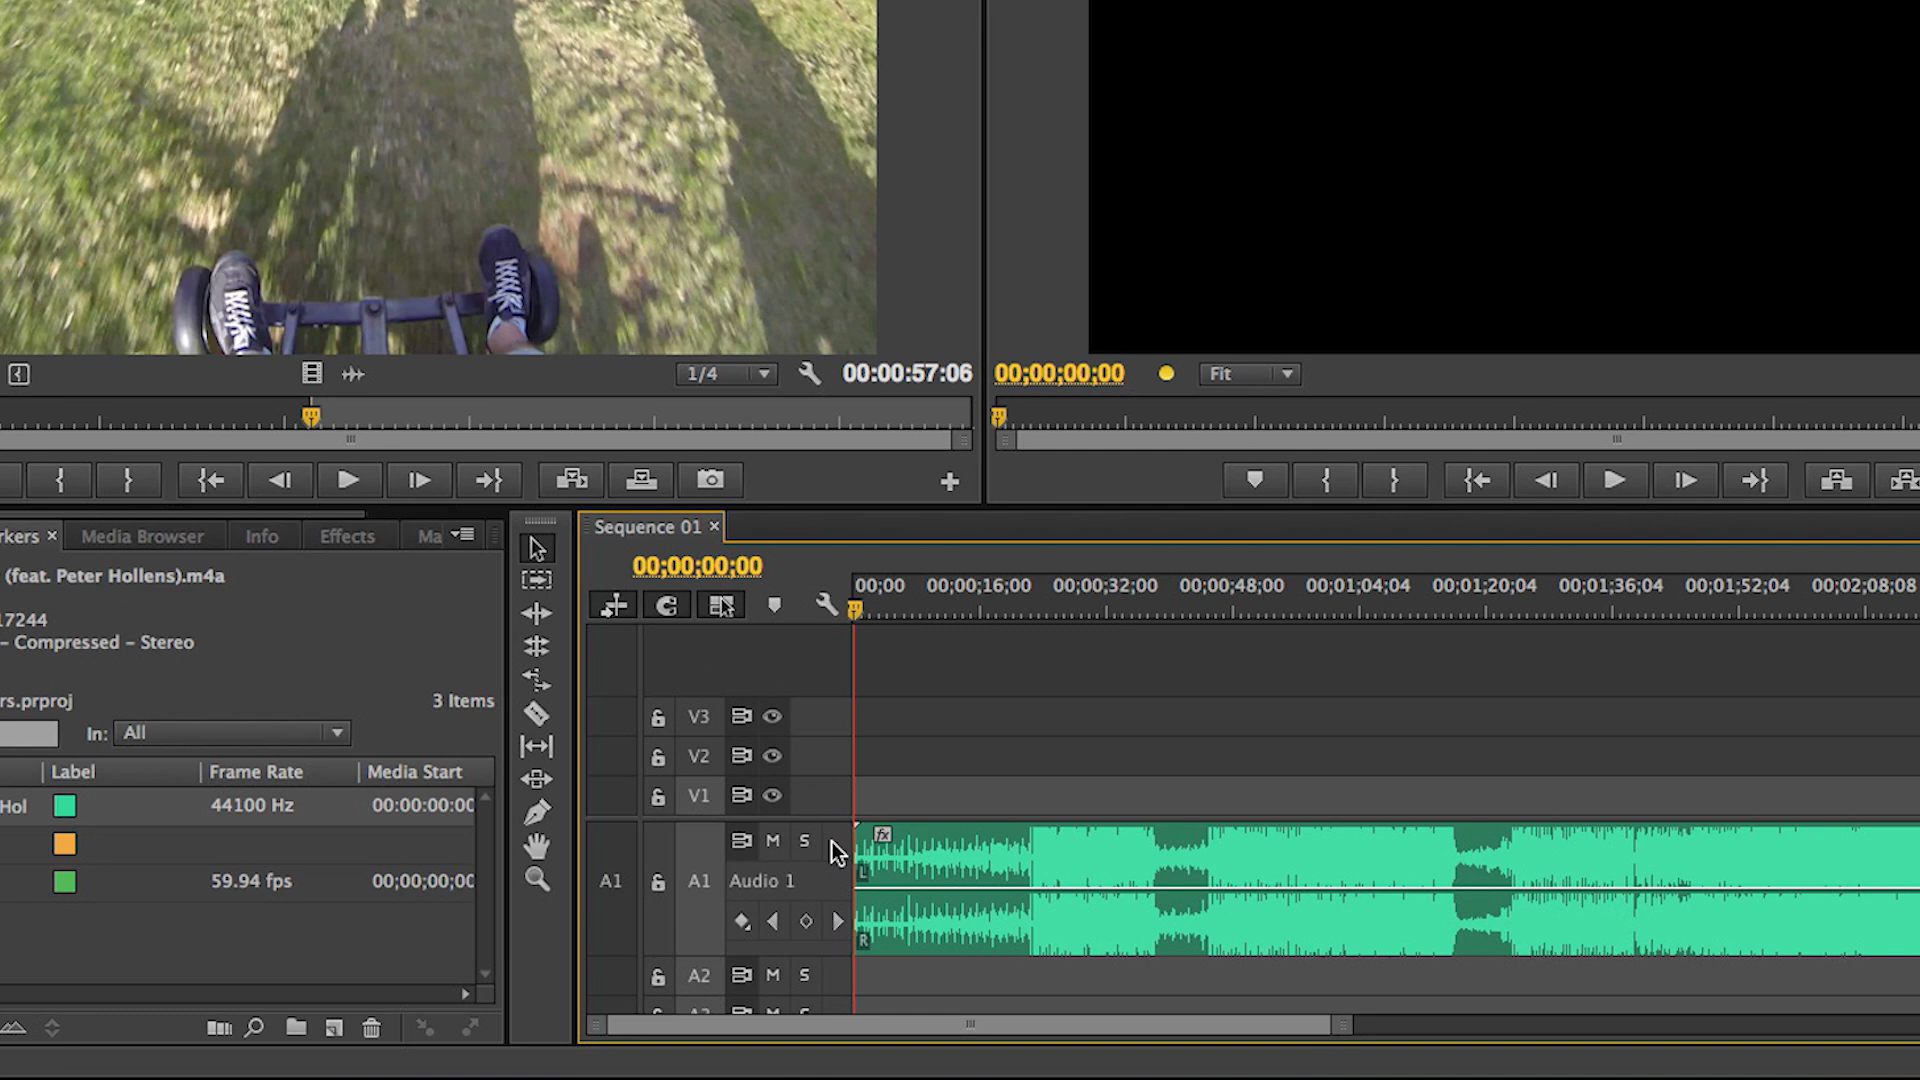 1/4
00:00:57:06
00;00;00;00
Fit
rkers
Media Browser
Info
Effects
Ma
(feat. Peter Hollens).m4a
17244
- Compressed - Stereo
rs.prproj
3 Items
In:
All
Label
Frame Rate
Media Start
Hol
44100 Hz
00:00:00:00
59.94 fps
00;00;00;00
Sequence 01
00;00;00;00
00;00
00;00;16;00
00;00;32;00
00;00;48;00
00;01;04;04
00;01;20;04
00;01;36;04
00;01;52;04
00;02;08;08
V3
V2
V1
A1
A1
M
S
Audio 1
fx
L
R
A2
M
S